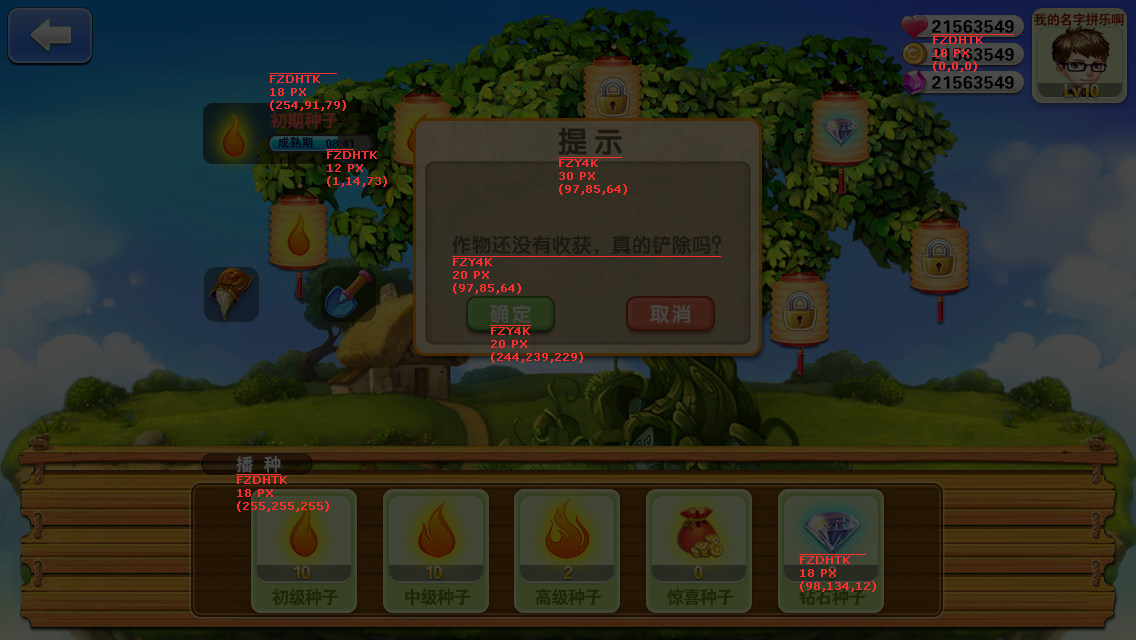 我的名字拼乐啊
21563549
FZDHTK
18 PX
(0,0,0)
21563549
21563549
Lv10
FZDHTK
18 PX
(254,91,79)
初期种子
成熟期 08:41
FZDHTK
12 PX
(1,14,73)
提示
FZY4K
30 PX
(97,85,64)
作物还没有收获，真的铲除吗？
FZY4K
20 PX
(97,85,64)
确定
取消
FZY4K
20 PX
(244,239,229)
播种
FZDHTK
18 PX
(255,255,255)
FZDHTK
18 PX
(98,134,12)
10
10
2
0
初级种子
中级种子
高级种子
惊喜种子
钻石种子